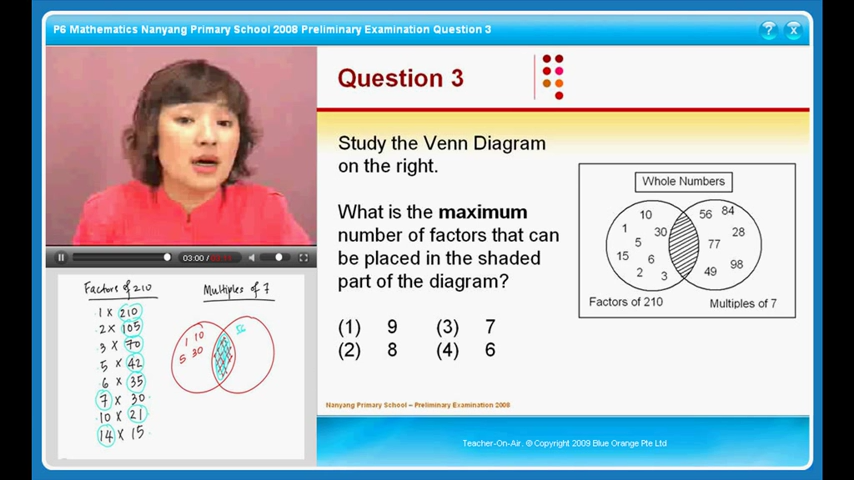 P6 Mathematics Nanyang Primary School 2008 Preliminary Examination Question 3
?
X
Question 3
Study the Venn Diagram
on the right.
What is the maximum
number of factors that can
be placed in the shaded
part of the diagram?
(1) 9 (3) 7
(2) 8 (4) 6
Whole Numbers
10
1
30
5
15
6
2
3
56
84
28
77
98
49
Factors of 210
Multiples of 7
Nanyang Primary School – Preliminary Examination 2008
Teacher-On-Air. © Copyright 2009 Blue Orange Pte Ltd
03:00
Factors of 210
1 x 210
2 x 105
3 x 70
5 x 42
6 x 35
7 x 30
10 x 21
14 x 15
Multiples of 7
1 10
5 30